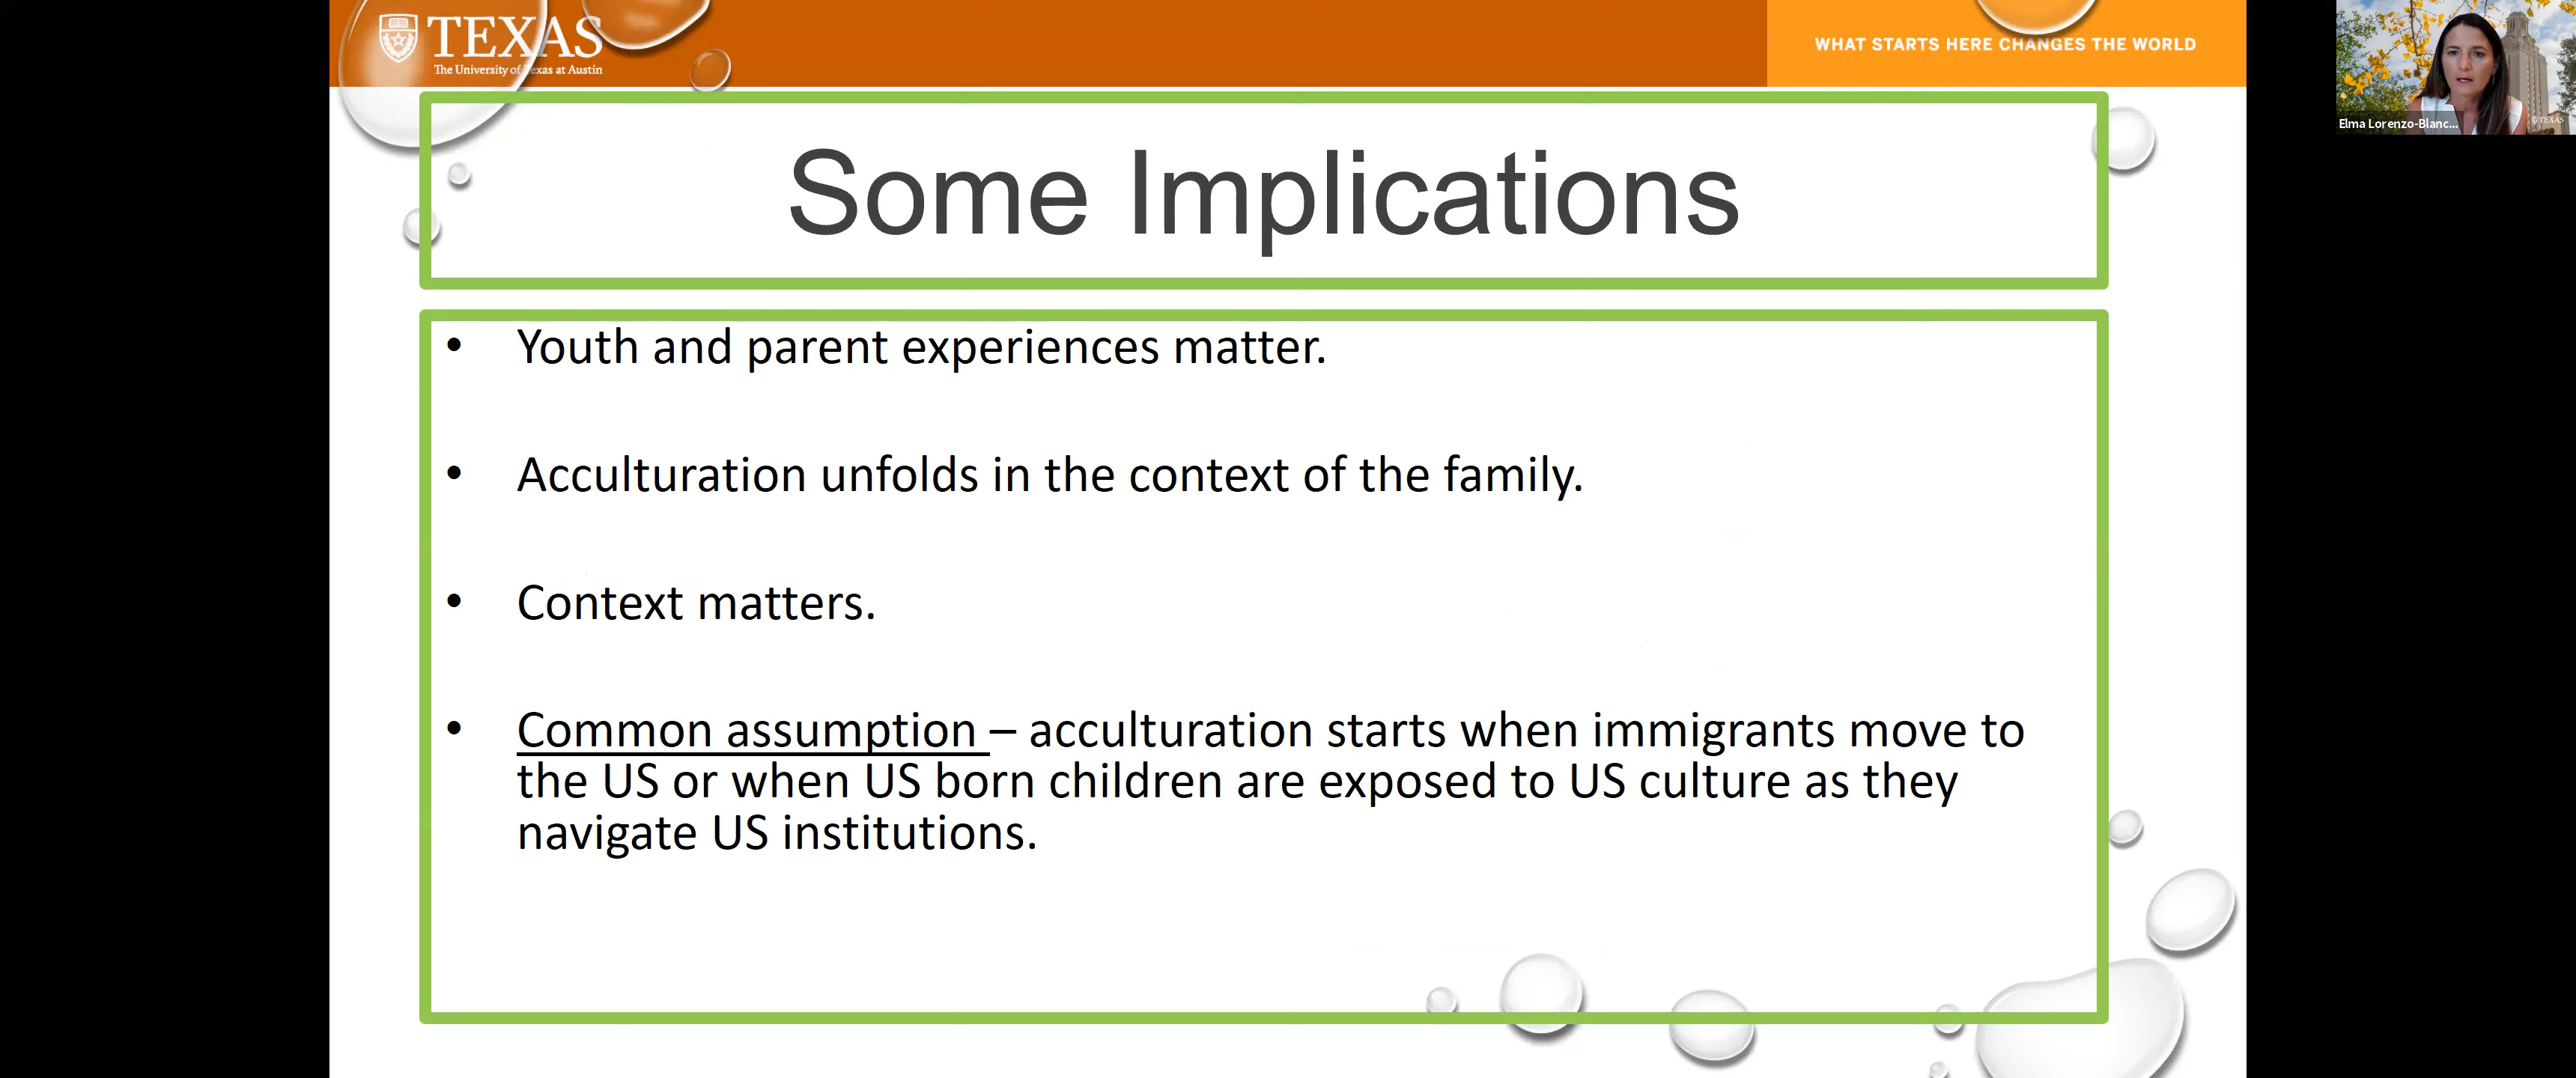 TEXAS
The University of Texas at Austin
WHAT STARTS HERE CHANGES THE WORLD
Elma Lorenzo-Blanc...
TEXAS
Some Implications
• Youth and parent experiences matter.
• Acculturation unfolds in the context of the family.
• Context matters.
• Common assumption – acculturation starts when immigrants move to
the US or when US born children are exposed to US culture as they
navigate US institutions.